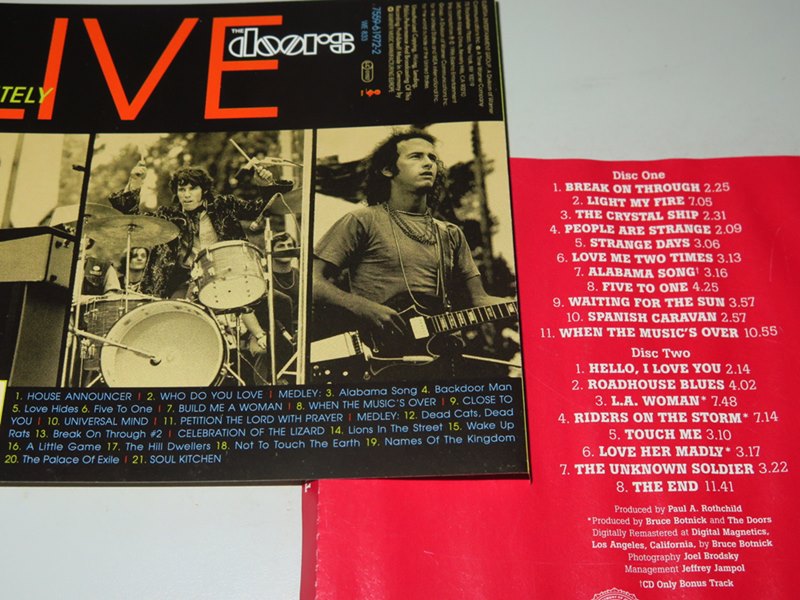 LIVE
THE
doors
TELY
7559-61972-2
WE 833
1. HOUSE ANNOUNCER | 2. WHO DO YOU LOVE | MEDLEY: 3. Alabama Song 4. Backdoor Man
5. Love Hides 6. Five To One | 7. BUILD ME A WOMAN | 8. WHEN THE MUSIC'S OVER | 9. CLOSE TO
YOU | 10. UNIVERSAL MIND | 11. PETITION THE LORD WITH PRAYER | MEDLEY: 12. Dead Cats, Dead
Rats 13. Break On Through #2 | CELEBRATION OF THE LIZARD 14. Lions In The Street 15. Wake Up
16. A Little Game 17. The Hill Dwellers 18. Not To Touch The Earth 19. Names Of The Kingdom
20. The Palace Of Exile | 21. SOUL KITCHEN
Disc One
1. BREAK ON THROUGH 2.25
2. LIGHT MY FIRE 7.05
3. THE CRYSTAL SHIP 2.31
4. PEOPLE ARE STRANGE 2.09
5. STRANGE DAYS 3.06
6. LOVE ME TWO TIMES 3.13
7. ALABAMA SONG† 3.16
8. FIVE TO ONE 4.25
9. WAITING FOR THE SUN 3.57
10. SPANISH CARAVAN 2.57
11. WHEN THE MUSIC'S OVER 10.55
Disc Two
1. HELLO, I LOVE YOU 2.14
2. ROADHOUSE BLUES 4.02
3. L.A. WOMAN* 7.48
4. RIDERS ON THE STORM* 7.14
5. TOUCH ME 3.10
6. LOVE HER MADLY* 3.17
7. THE UNKNOWN SOLDIER 3.22
8. THE END 11.41
Produced by Paul A. Rothchild
*Produced by Bruce Botnick and The Doors
Digitally Remastered at Digital Magnetics,
Los Angeles, California, by Bruce Botnick
Photography Joel Brodsky
Management Jeffrey Jampol
†CD Only Bonus Track